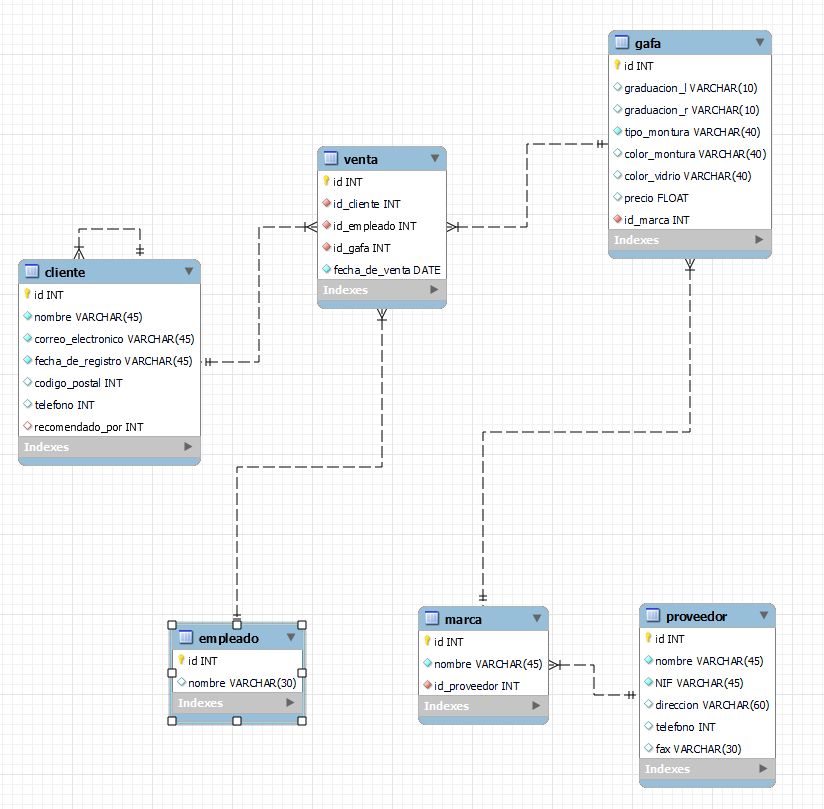 gafa
id INT
graduacion_l VARCHAR(10)
graduacion_r VARCHAR(10)
tipo_montura VARCHAR(40)
color_montura VARCHAR(40)
color_vidrio VARCHAR(40)
precio FLOAT
id_marca INT
Indexes
venta
id INT
id_cliente INT
id_empleado INT
id_gafa INT
fecha_de_venta DATE
Indexes
cliente
id INT
nombre VARCHAR(45)
correo_electronico VARCHAR(45)
fecha_de_registro VARCHAR(45)
codigo_postal INT
telefono INT
recomendado_por INT
Indexes
empleado
id INT
nombre VARCHAR(30)
Indexes
marca
id INT
nombre VARCHAR(45)
id_proveedor INT
Indexes
proveedor
id INT
nombre VARCHAR(45)
NIF VARCHAR(45)
direccion VARCHAR(60)
telefono INT
fax VARCHAR(30)
Indexes